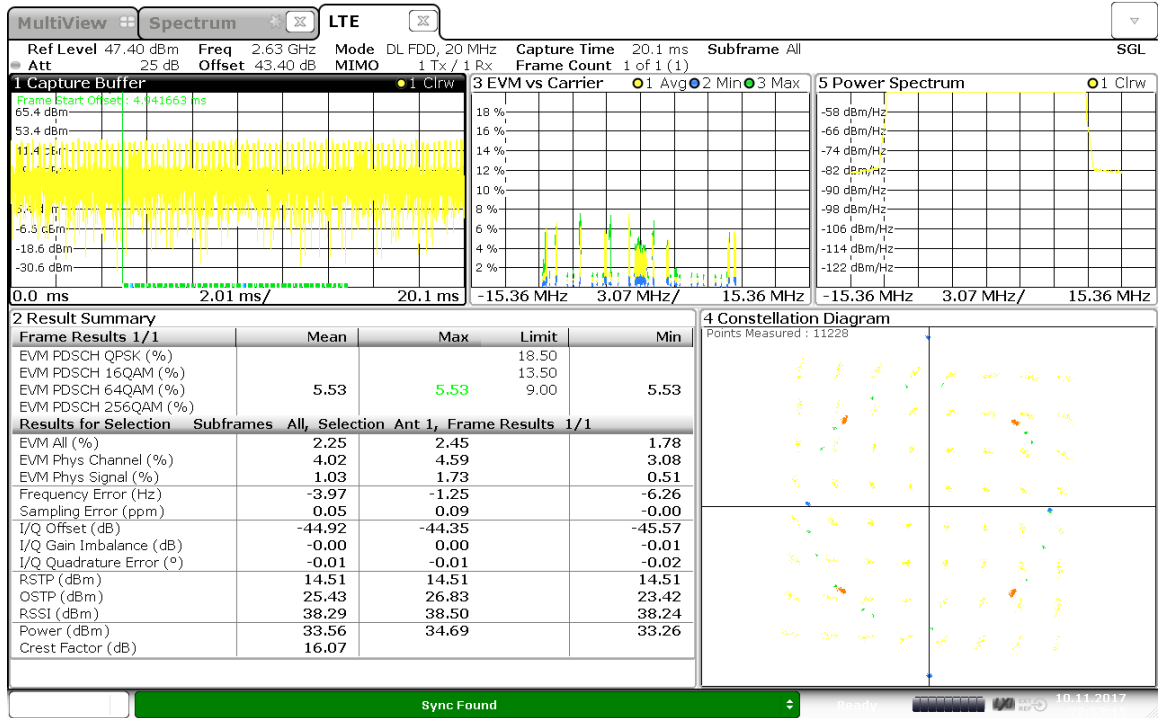 MultiView Spectrum LTE
Ref Level 47.40 dBm Freq 2.63 GHz Mode DL FDD, 20 MHz Capture Time 20.1 ms Subframe All SGL
Att 25 dB Offset 43.40 dB MIMO 1 Tx / 1 Rx Frame Count 1 of 1 (1)
1 Capture Buffer 1 Clrw
Frame Start Offset : 4.941663 ms
65.4 dBm
53.4 dBm
-6.5 dBm
-18.6 dBm
-30.6 dBm
0.0 ms 2.01 ms/ 20.1 ms
3 EVM vs Carrier 1 Avg 2 Min 3 Max
18 %
16 %
14 %
12 %
10 %
8 %
6 %
4 %
2 %
-15.36 MHz 3.07 MHz/ 15.36 MHz
5 Power Spectrum 1 Clrw
-58 dBm/Hz
-66 dBm/Hz
-74 dBm/Hz
-82 dBm/Hz
-90 dBm/Hz
-98 dBm/Hz
-106 dBm/Hz
-114 dBm/Hz
-122 dBm/Hz
-15.36 MHz 3.07 MHz/ 15.36 MHz
2 Result Summary
Frame Results 1/1 Mean Max Limit Min
EVM PDSCH QPSK (%) 18.50
EVM PDSCH 16QAM (%) 13.50
EVM PDSCH 64QAM (%) 5.53 5.53 9.00 5.53
EVM PDSCH 256QAM (%)
Results for Selection Subframes All, Selection Ant 1, Frame Results 1/1
EVM All (%) 2.25 2.45 1.78
EVM Phys Channel (%) 4.02 4.59 3.08
EVM Phys Signal (%) 1.03 1.73 0.51
Frequency Error (Hz) -3.97 -1.25 -6.26
Sampling Error (ppm) 0.05 0.09 -0.00
I/Q Offset (dB) -44.92 -44.35 -45.57
I/Q Gain Imbalance (dB) -0.00 0.00 -0.01
I/Q Quadrature Error (°) -0.01 -0.01 -0.02
RSTP (dBm) 14.51 14.51 14.51
OSTP (dBm) 25.43 26.83 23.42
RSSI (dBm) 38.29 38.50 38.24
Power (dBm) 33.56 34.69 33.26
Crest Factor (dB) 16.07
4 Constellation Diagram
Points Measured : 11228
Sync Found
Ready
10.11.2017